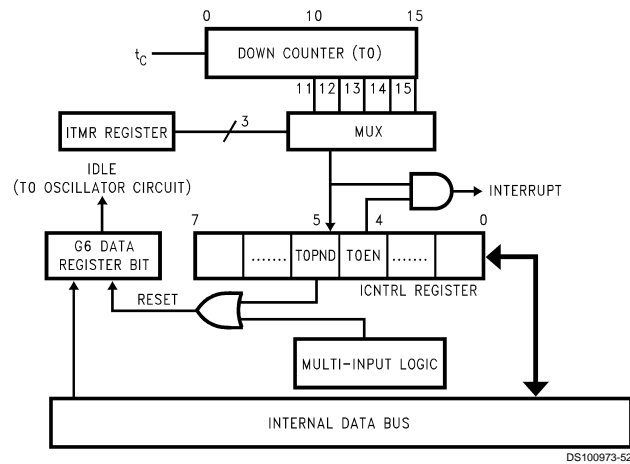 0 10 15
t_C
DOWN COUNTER (T0)
11 12 13 14 15
ITMR REGISTER
3
MUX
IDLE
(TO OSCILLATOR CIRCUIT)
INTERRUPT
7 5 4 0
G6 DATA
REGISTER BIT
....... T0PND T0EN .......
ICNTRL REGISTER
RESET
MULTI-INPUT LOGIC
INTERNAL DATA BUS
DS100973-52